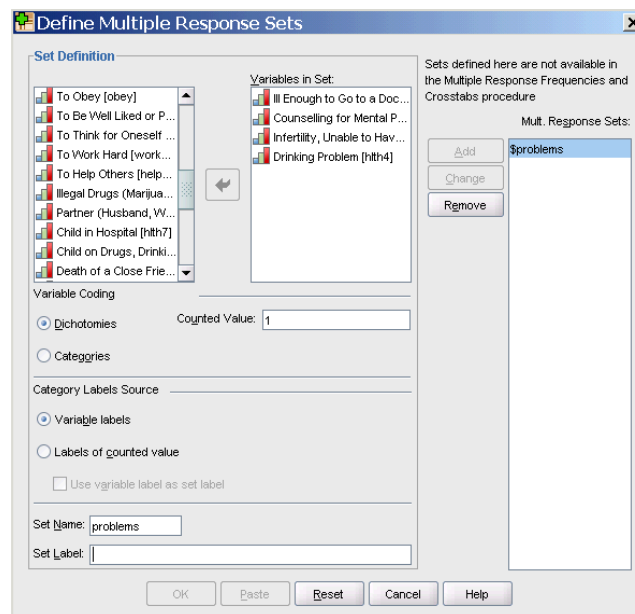 Define Multiple Response Sets
Set Definition
To Obey [obey]
To Be Well Liked or P...
To Think for Oneself ...
To Work Hard [work...
To Help Others [help...
Illegal Drugs (Marijua...
Partner (Husband, W...
Child in Hospital [hlth7]
Child on Drugs, Drinki...
Death of a Close Frie...
Variables in Set:
Ill Enough to Go to a Doc...
Counselling for Mental P...
Infertility, Unable to Hav...
Drinking Problem [hlth4]
Variable Coding
Dichotomies
Counted Value: 1
Categories
Category Labels Source
Variable labels
Labels of counted value
Use variable label as set label
Set Name: problems
Set Label:
Sets defined here are not available in
the Multiple Response Frequencies and
Crosstabs procedure
Mult. Response Sets:
Add
Change
Remove
$problems
OK
Paste
Reset
Cancel
Help